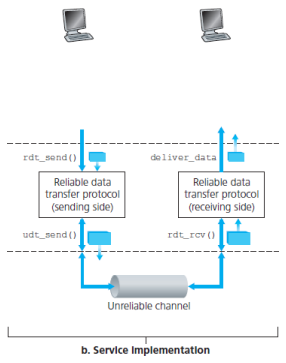 rdt_send()
deliver_data
Reliable data
transfer protocol
(sending side)
Reliable data
transfer protocol
(receiving side)
udt_send()
rdt_rcv()
Unreliable channel
b. Service implementation